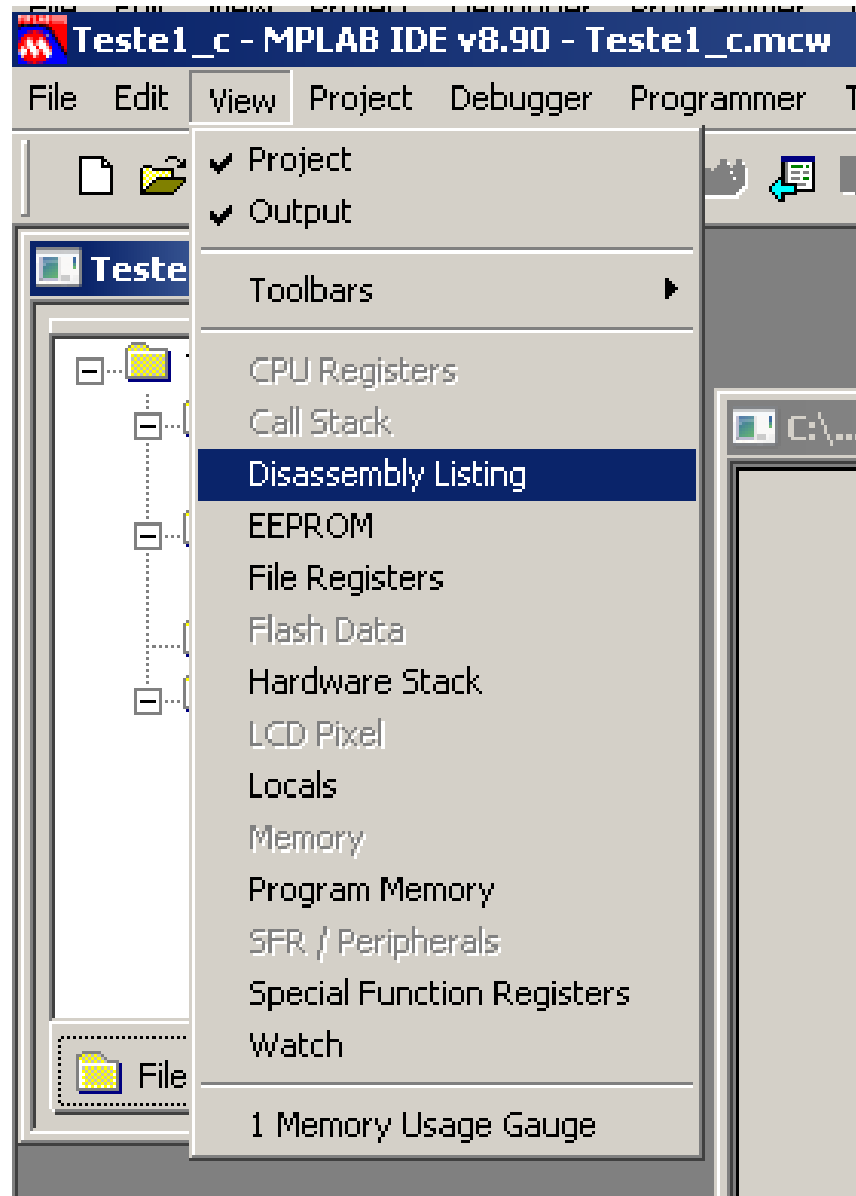 Teste1_c - MPLAB IDE v8.90 - Teste1_c.mcw
File Edit View Project Debugger Programmer
Project
Output
Teste
Toolbars
CPU Registers
Call Stack
C:\...
Disassembly Listing
EEPROM
File Registers
Flash Data
Hardware Stack
LCD Pixel
Locals
Memory
Program Memory
SFR / Peripherals
Special Function Registers
Watch
File
1 Memory Usage Gauge